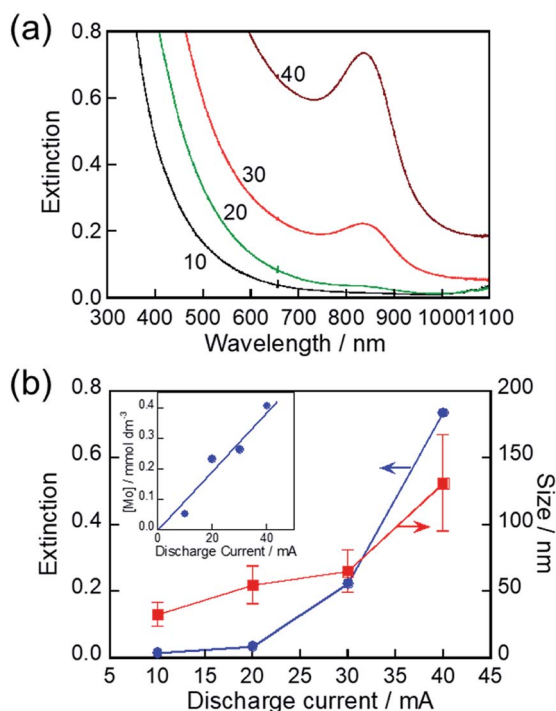 (a)
0.8
0.6
0.4
0.2
0.0
Extinction
40
30
20
10
300 400 500 600 700 800 900 1000 1100
Wavelength / nm
(b)
0.8
0.6
0.4
0.2
0.0
Extinction
200
150
100
50
0
Size / nm
0.4
0.3
0.2
0.1
0.0
[Mo] / mmol dm⁻³
0 20 40
Discharge Current / mA
5 10 15 20 25 30 35 40 45
Discharge current / mA